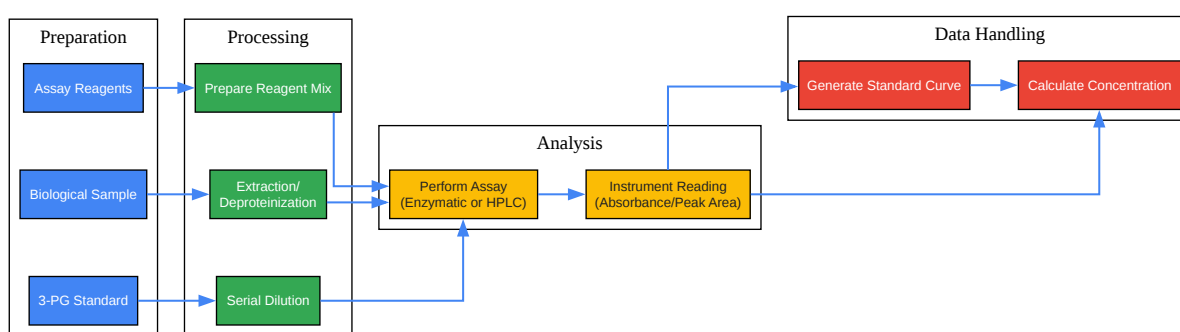 Preparation
Assay Reagents
Biological Sample
3-PG Standard
Processing
Prepare Reagent Mix
Extraction/
Deproteinization
Serial Dilution
Analysis
Perform Assay
(Enzymatic or HPLC)
Instrument Reading
(Absorbance/Peak Area)
Data Handling
Generate Standard Curve
Calculate Concentration